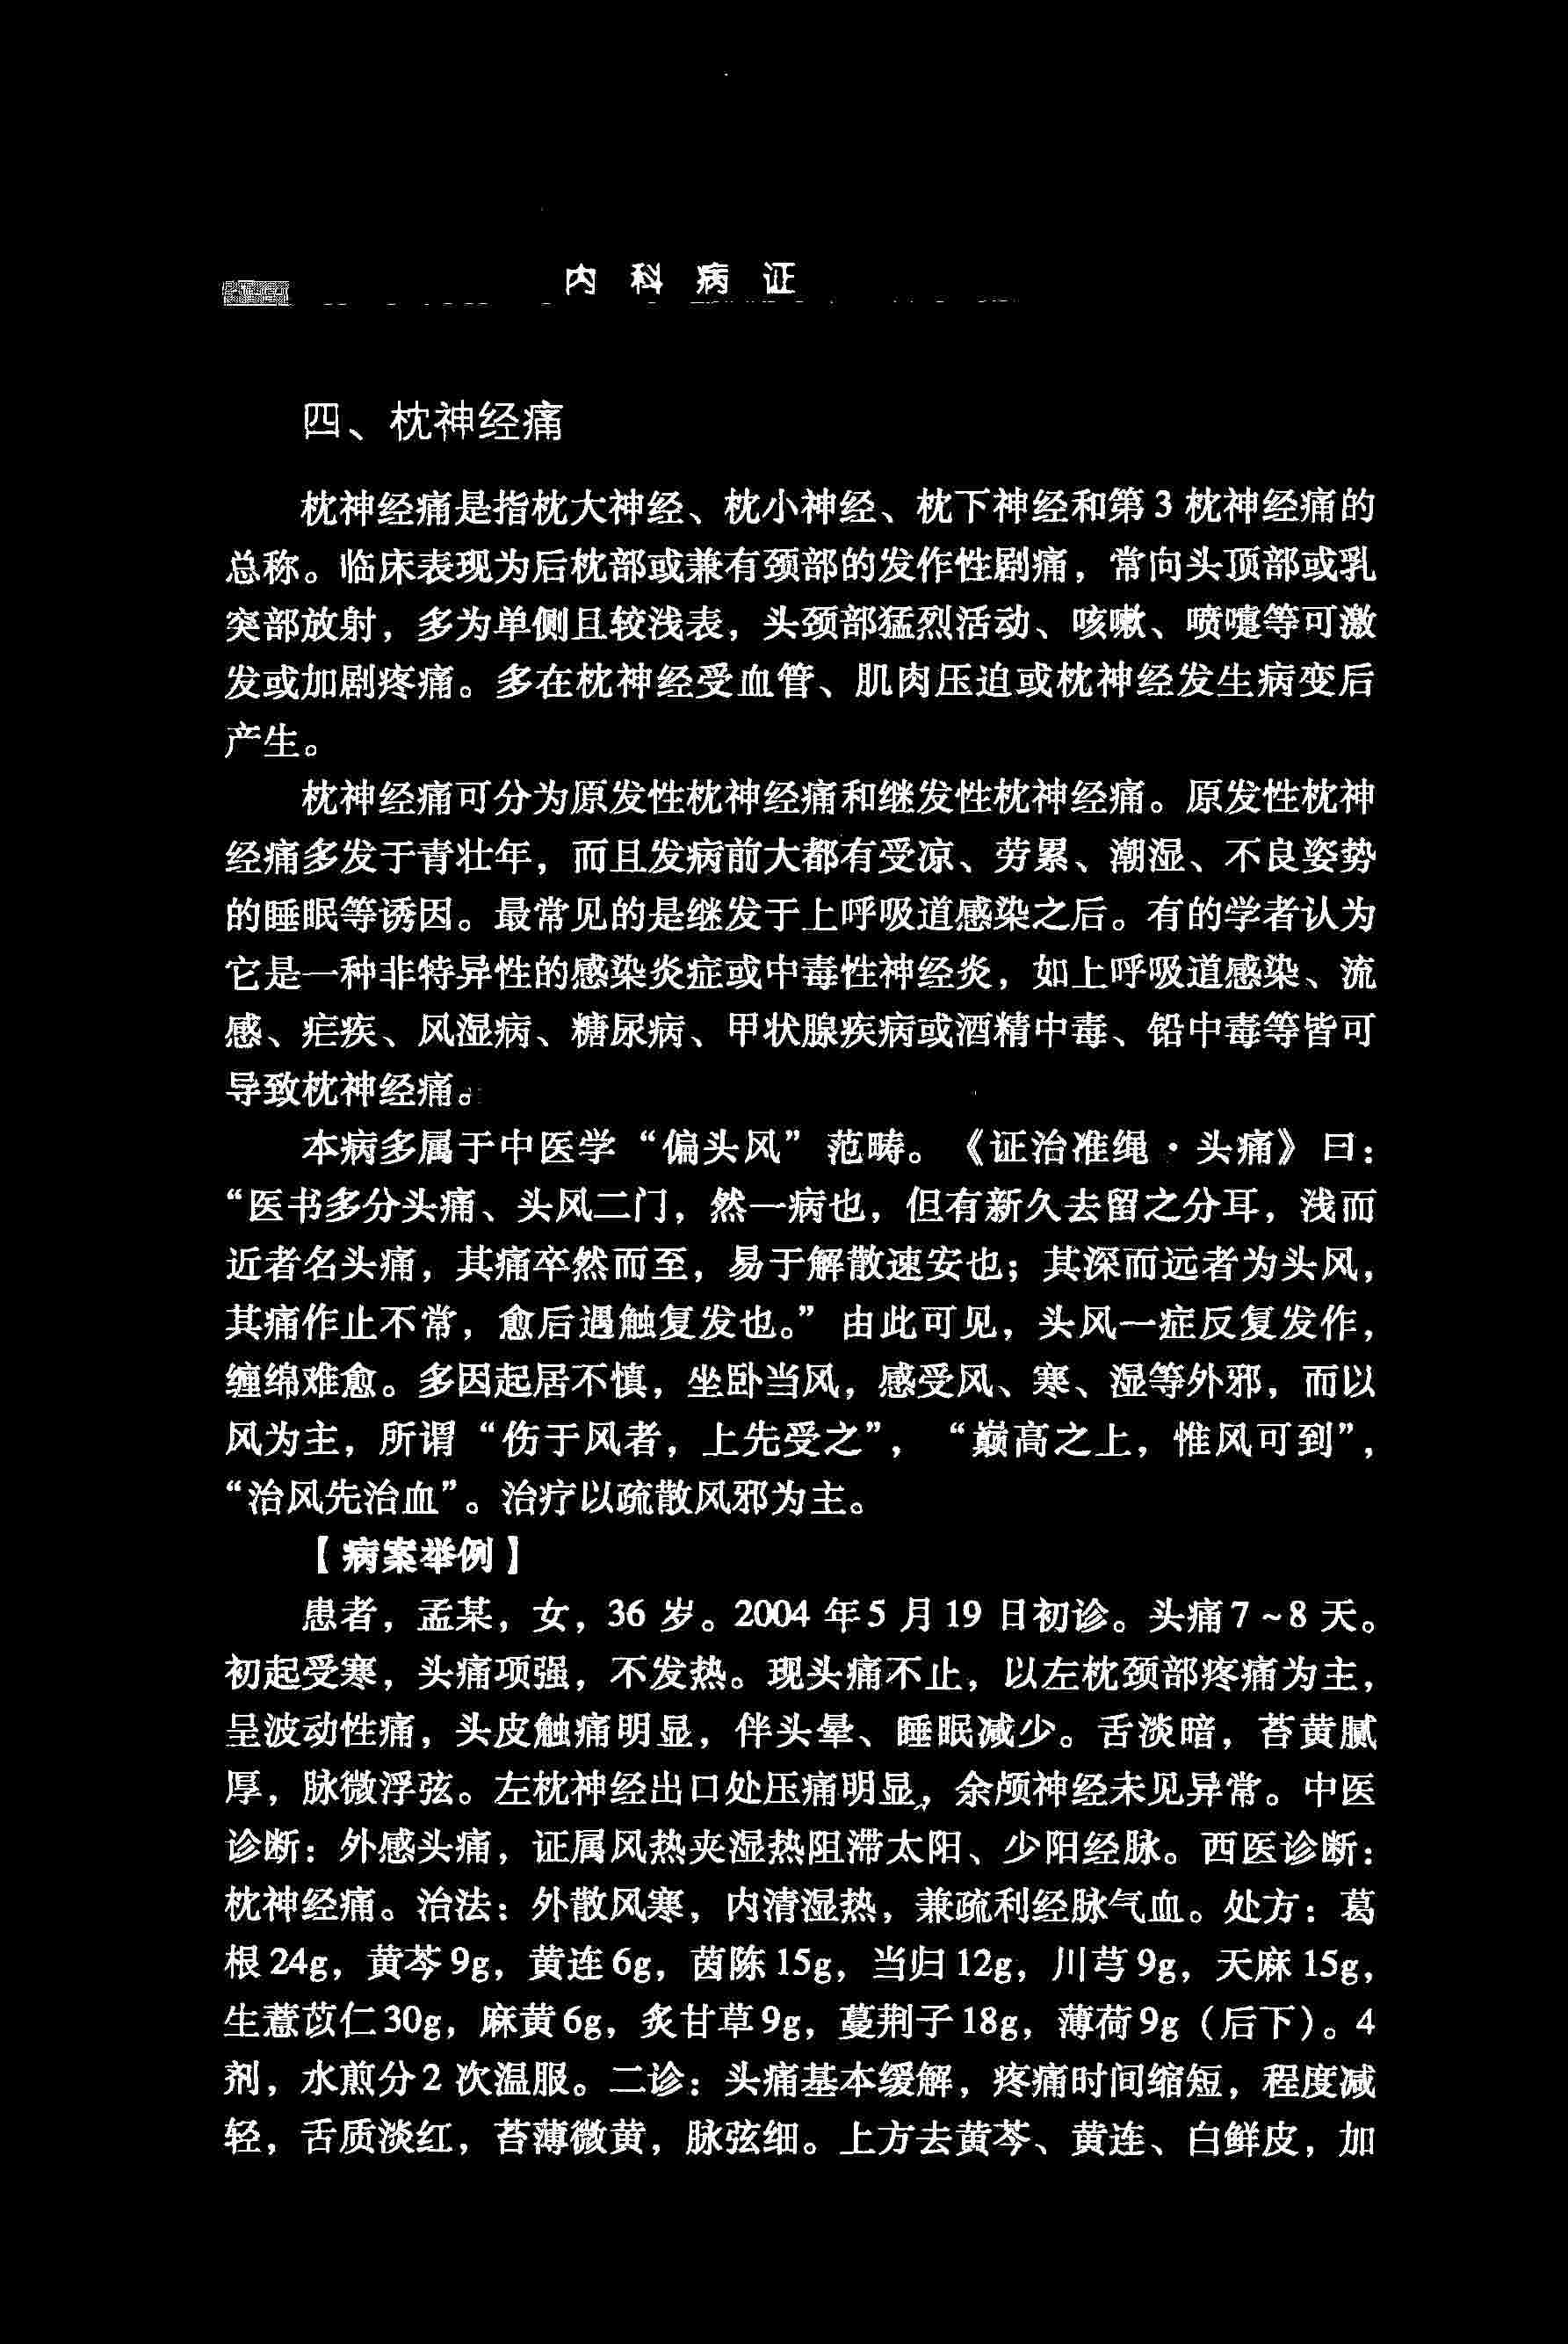 内科病证
四、枕神经痛
枕神经痛是指枕大神经、枕小神经、枕下神经和第3枕神经痛的
总称。临床表现为后枕部或兼有颈部的发作性剧痛，常向头顶部或乳
突部放射，多为单侧且较浅表，头颈部猛烈活动、咳嗽、喷嚏等可激
发或加剧疼痛。多在枕神经受血管、肌肉压迫或枕神经发生病变后
产生。
枕神经痛可分为原发性枕神经痛和继发性枕神经痛。原发性枕神
经痛多发于青壮年，而且发病前大都有受凉、劳累、潮湿、不良姿势
的睡眠等诱因。最常见的是继发于上呼吸道感染之后。有的学者认为
它是一种非特异性的感染炎症或中毒性神经炎，如上呼吸道感染、流
感、疟疾、风湿病、糖尿病、甲状腺疾病或酒精中毒、铅中毒等皆可
导致枕神经痛。
本病多属于中医学“偏头风”范畴。《证治准绳·头痛》曰：
“医书多分头痛、头风二门，然一病也，但有新久去留之分耳，浅而
近者名头痛，其痛卒然而至，易于解散速安也；其深而远者为头风，
其痛作止不常，愈后遇触复发也。”由此可见，头风一症反复发作，
缠绵难愈。多因起居不慎，坐卧当风，感受风、寒、湿等外邪，而以
风为主，所谓“伤于风者，上先受之”，“巅高之上，惟风可到”，
“治风先治血”。治疗以疏散风邪为主。
【病案举例】
患者，孟某，女，36岁。2004年5月19日初诊。头痛7~8天。
初起受寒，头痛项强，不发热。现头痛不止，以左枕颈部疼痛为主，
呈波动性痛，头皮触痛明显，伴头晕、睡眠减少。舌淡暗，苔黄腻
厚，脉微浮弦。左枕神经出口处压痛明显，余颅神经未见异常。中医
诊断：外感头痛，证属风热夹湿热阻滞太阳、少阳经脉。西医诊断：
枕神经痛。治法：外散风寒，内清湿热，兼疏利经脉气血。处方：葛
根24g，黄芩9g，黄连6g，茵陈15g，当归12g，川芎9g，天麻15g，
生薏苡仁30g，麻黄6g，炙甘草9g，蔓荆子18g，薄荷9g（后下）。4
剂，水煎分2次温服。二诊：头痛基本缓解，疼痛时间缩短，程度减
轻，舌质淡红，苔薄微黄，脉弦细。上方去黄芩、黄连、白鲜皮，加